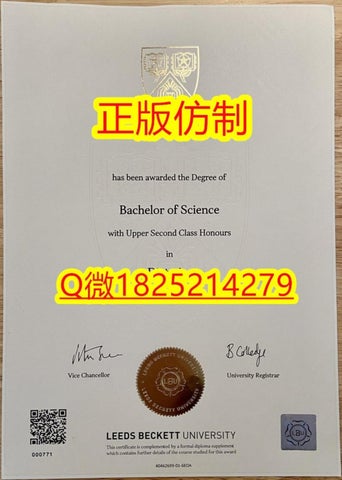 正版仿制
has been awarded the Degree of
Bachelor of Science
with Upper Second Class Honours
in
Q微1825214279
Vice Chancellor
University Registrar
LEEDS BECKETT UNIVERSITY
000771
LEEDS BECKETT UNIVERSITY
This certificate is complemented by a formal diploma supplement
which contains further details of the course studied for this award